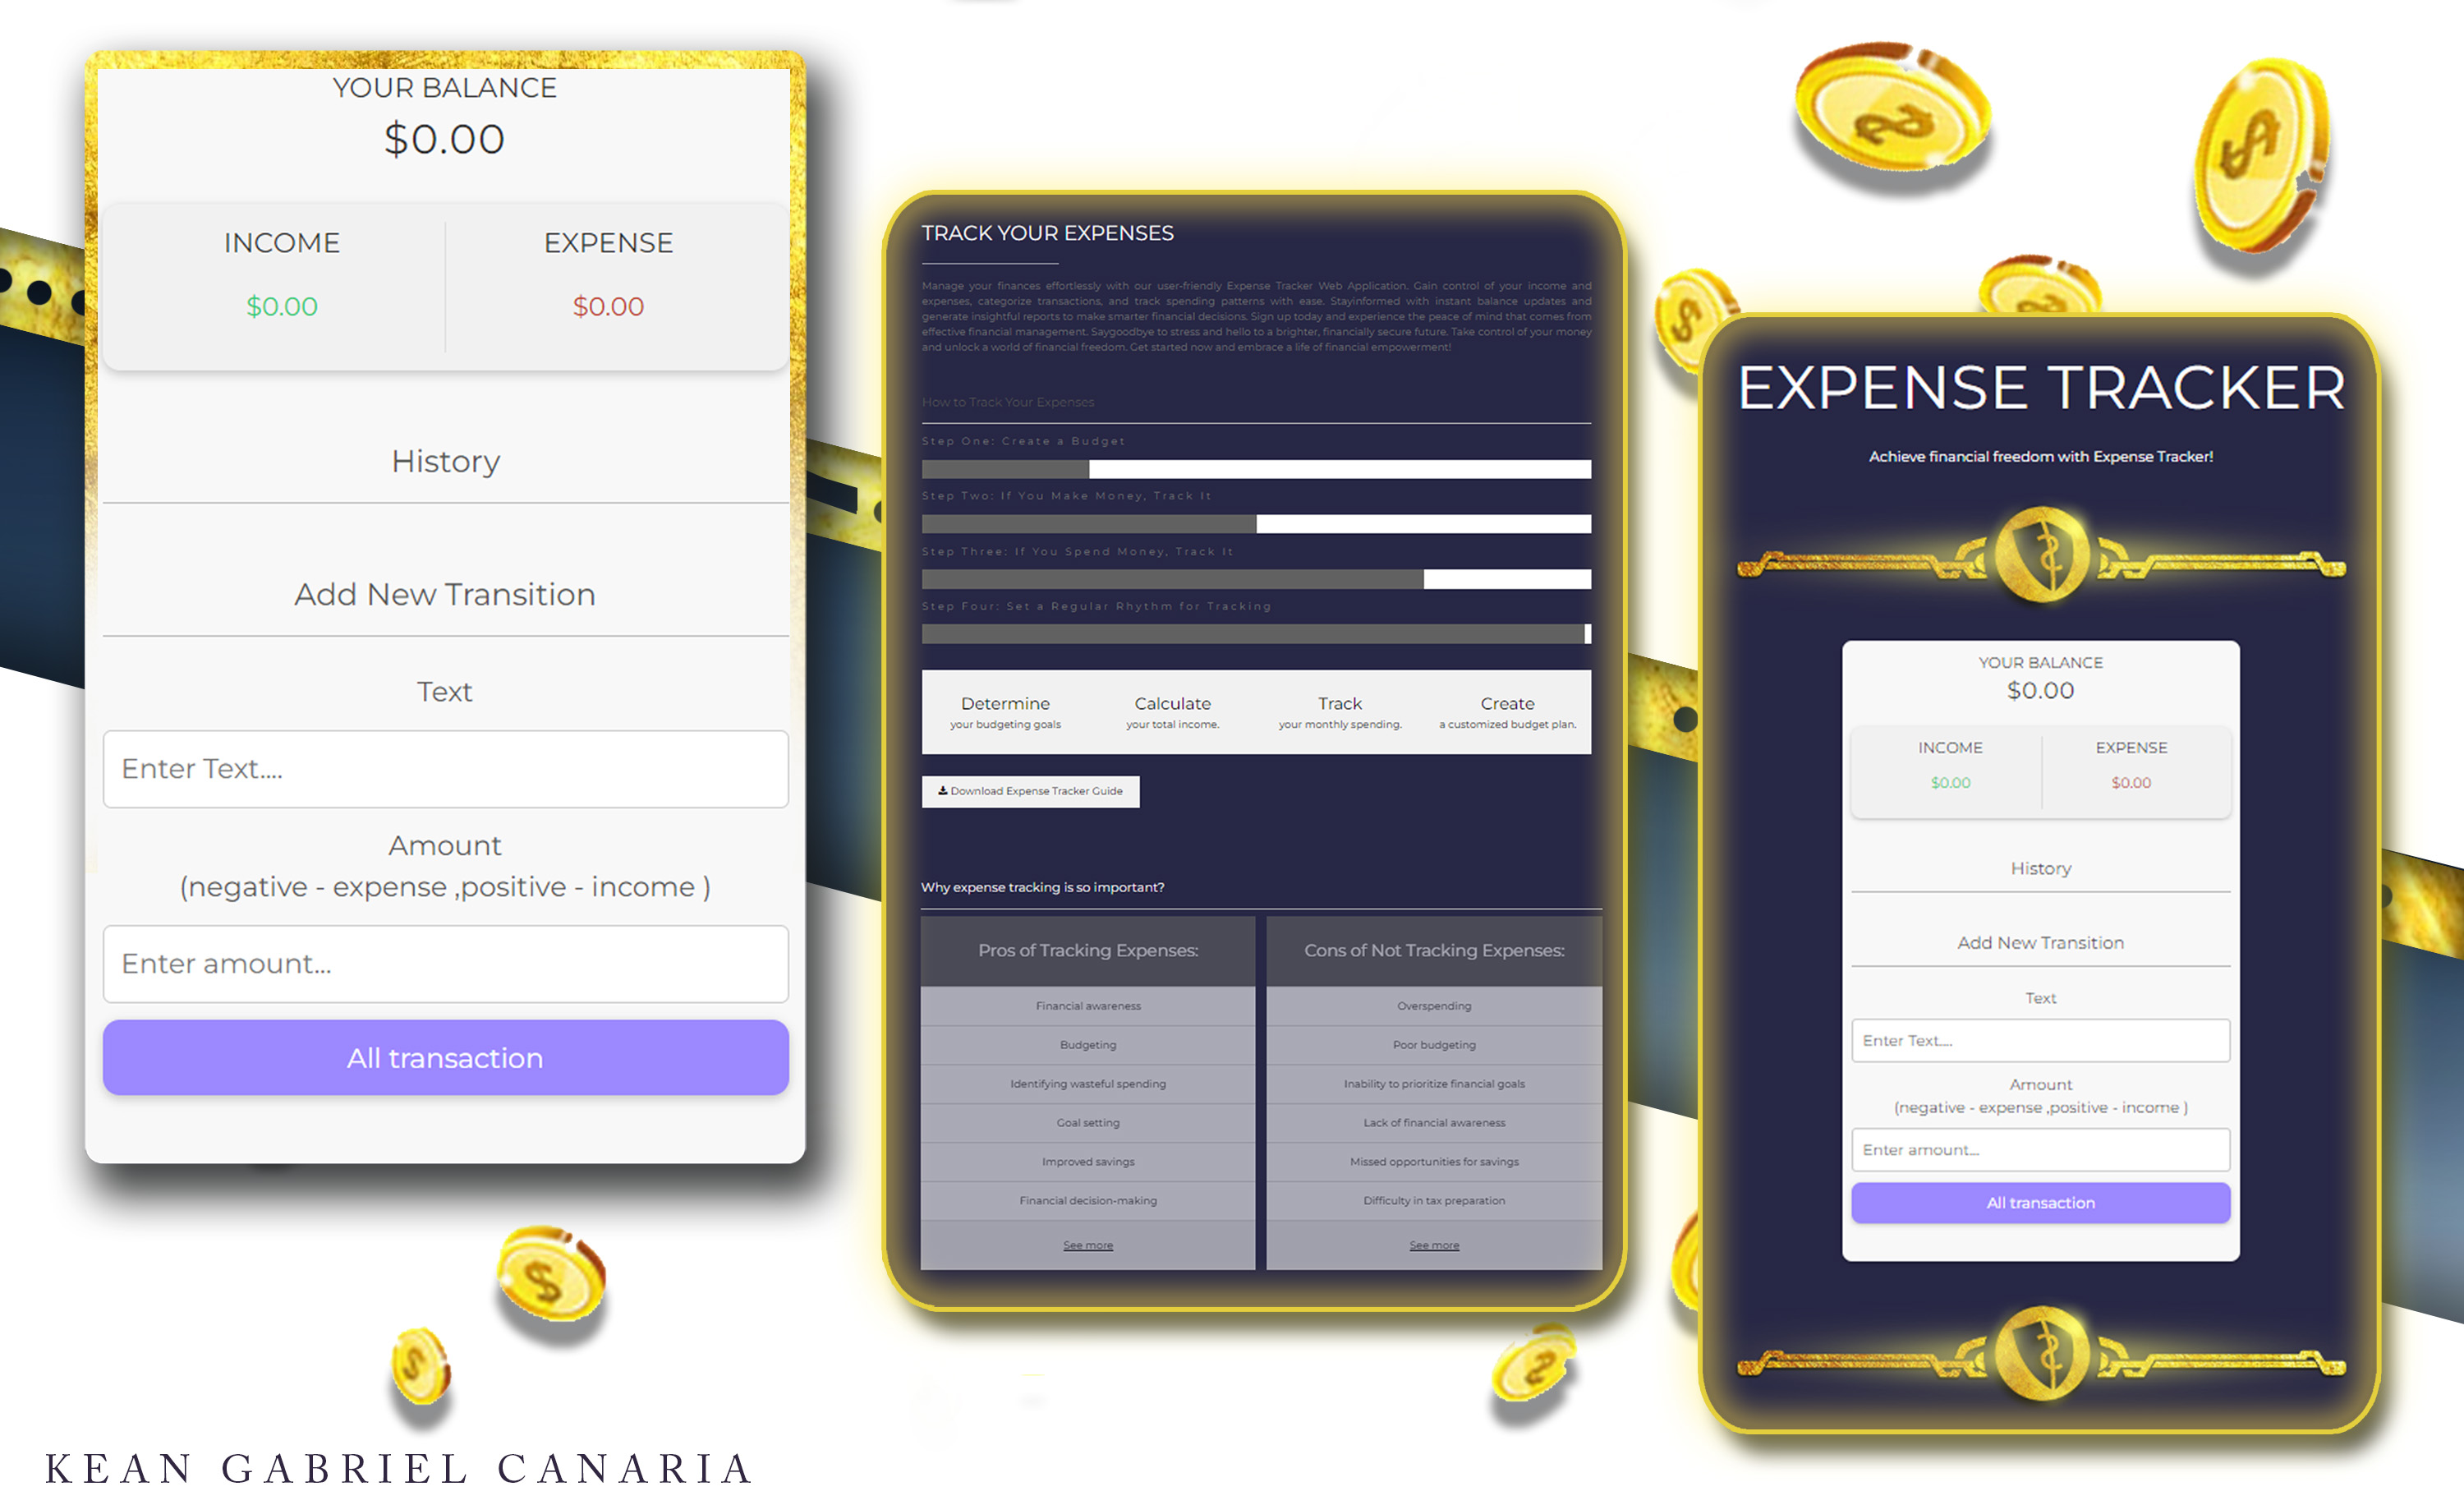 YOUR BALANCE
$0.00
INCOME
EXPENSE
$0.00
$0.00
History
Add New Transition
Text
Enter Text....
Amount
(negative - expense ,positive - income )
Enter amount...
All transaction
TRACK YOUR EXPENSES
Manage your finances effortlessly with our user-friendly Expense Tracker Web Application. Gain control of your income and
expenses, categorize transactions, and track spending patterns with ease. Stayinformed with instant balance updates and
generate insightful reports to make smarter financial decisions. Sign up today and experience the peace of mind that comes from
effective financial management. Saygoodbye to stress and hello to a brighter, financially secure future. Take control of your money
and unlock a world of financial freedom. Get started now and embrace a life of financial empowerment!
How to Track Your Expenses
Step One: Create a Budget
Step Two: If You Make Money, Track It
Step Three: If You Spend Money, Track It
Step Four: Set a Regular Rhythm for Tracking
Determine
your budgeting goals
Calculate
your total income.
Track
your monthly spending.
Create
a customized budget plan.
Download Expense Tracker Guide
Why expense tracking is so important?
Pros of Tracking Expenses:
Financial awareness
Budgeting
Identifying wasteful spending
Goal setting
Improved savings
Financial decision-making
See more
Cons of Not Tracking Expenses:
Overspending
Poor budgeting
Inability to prioritize financial goals
Lack of financial awareness
Missed opportunities for savings
Difficulty in tax preparation
See more
EXPENSE TRACKER
Achieve financial freedom with Expense Tracker!
YOUR BALANCE
$0.00
INCOME
EXPENSE
$0.00
$0.00
History
Add New Transition
Text
Enter Text....
Amount
(negative - expense ,positive - income )
Enter amount...
All transaction
KEAN GABRIEL CANARIA